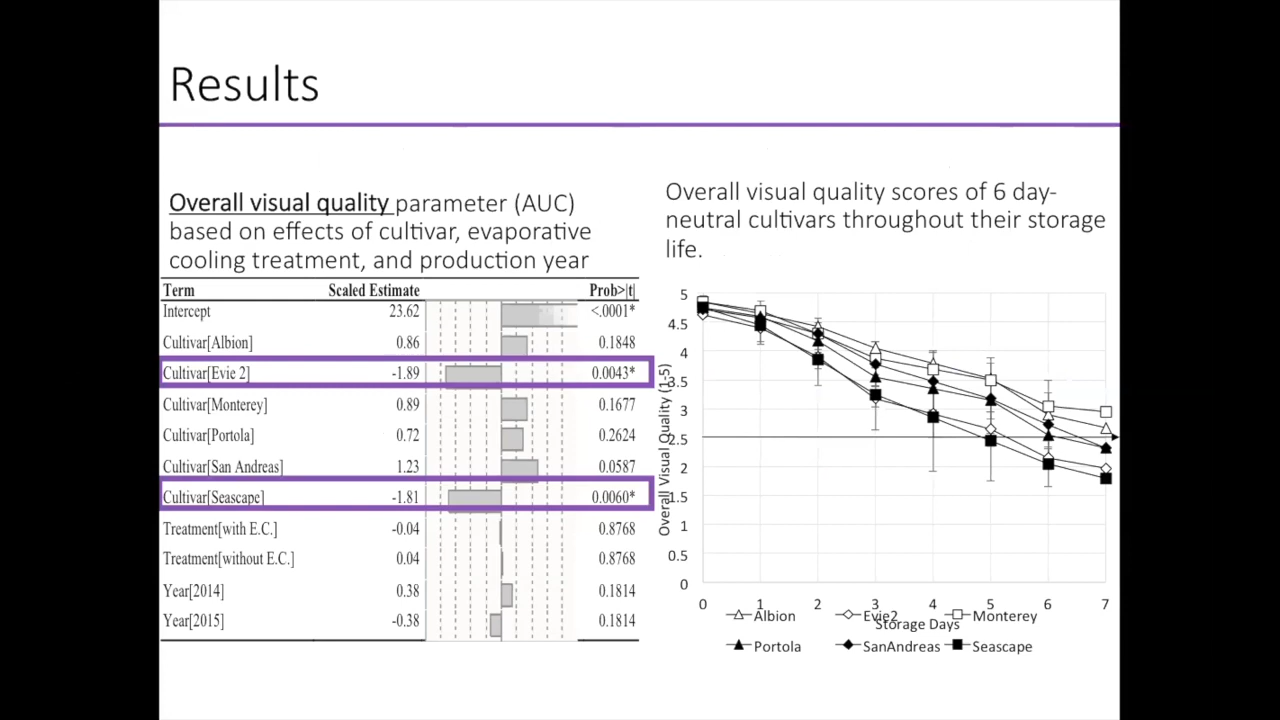 Results
Overall visual quality parameter (AUC)
based on effects of cultivar, evaporative
cooling treatment, and production year
Term Scaled Estimate Prob>|t|
Intercept 23.62 <.0001*
Cultivar[Albion] 0.86 0.1848
Cultivar[Evie 2] -1.89 0.0043*
Cultivar[Monterey] 0.89 0.1677
Cultivar[Portola] 0.72 0.2624
Cultivar[San Andreas] 1.23 0.0587
Cultivar[Seascape] -1.81 0.0060*
Treatment[with E.C.] -0.04 0.8768
Treatment[without E.C.] 0.04 0.8768
Year[2014] 0.38 0.1814
Year[2015] -0.38 0.1814
Overall visual quality scores of 6 day-
neutral cultivars throughout their storage
life.
Overall Visual Quality (1-5)
5
4.5
4
3.5
3
2.5
2
1.5
1
0.5
0
0 1 2 3 4 5 6 7
Storage Days
Albion Evie2 Monterey
Portola SanAndreas Seascape